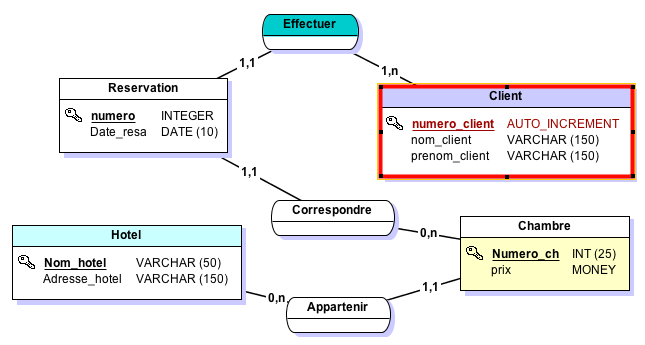 Effectuer
1,1
1,n
Reservation
numero INTEGER
Date_resa DATE (10)
Client
numero_client AUTO_INCREMENT
nom_client VARCHAR (150)
prenom_client VARCHAR (150)
1,1
Correspondre
0,n
Hotel
Nom_hotel VARCHAR (50)
Adresse_hotel VARCHAR (150)
Chambre
Numero_ch INT (25)
prix MONEY
0,n
Appartenir
1,1